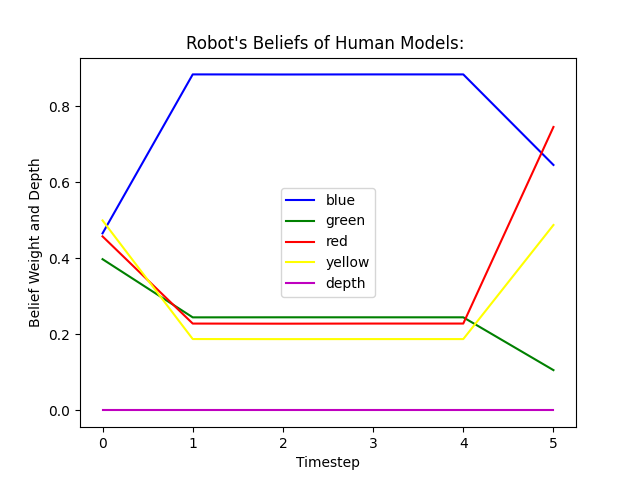 Robot's Beliefs of Human Models:
Belief Weight and Depth
0.8
0.6
0.4
0.2
0.0
blue
green
red
yellow
depth
0 1 2 3 4 5
Timestep